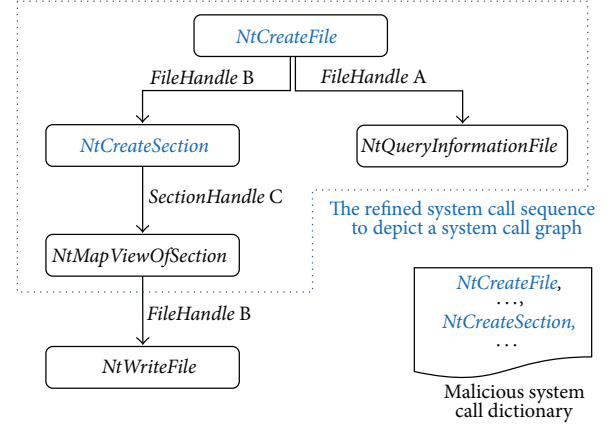 NtCreateFile
FileHandle B
FileHandle A
NtCreateSection
NtQueryInformationFile
SectionHandle C
The refined system call sequence
to depict a system call graph
NtMapViewOfSection
NtCreateFile,
...,
NtCreateSection,
...
FileHandle B
NtWriteFile
Malicious system
call dictionary